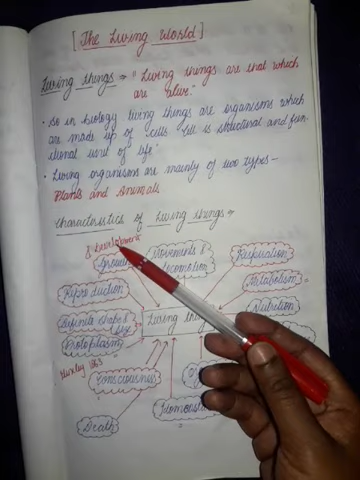 [The Living World]
Living things → "Living things are that which
are alive."
• So in biology living things are organisms which
are made up of cells. Cell is structural and fun-
ctional unit of life"
• Living organisms are mainly of two types-
Plants and Animals
Characteristics of Living things→
& Development
Growth
Movements &
locomotion
Respiration
Reproduction
Metabolism
Definite shape &
size
Living
Nutrition
Protoplasm
Huxley 1863
Consciousness
Death